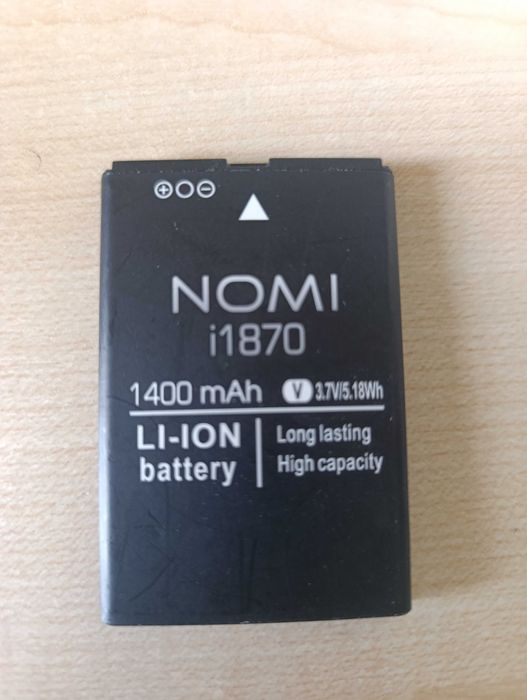 NOMI
i1870
1400 mAh V 3.7V/5.18Wh
LI-ION Long lasting
battery High capacity